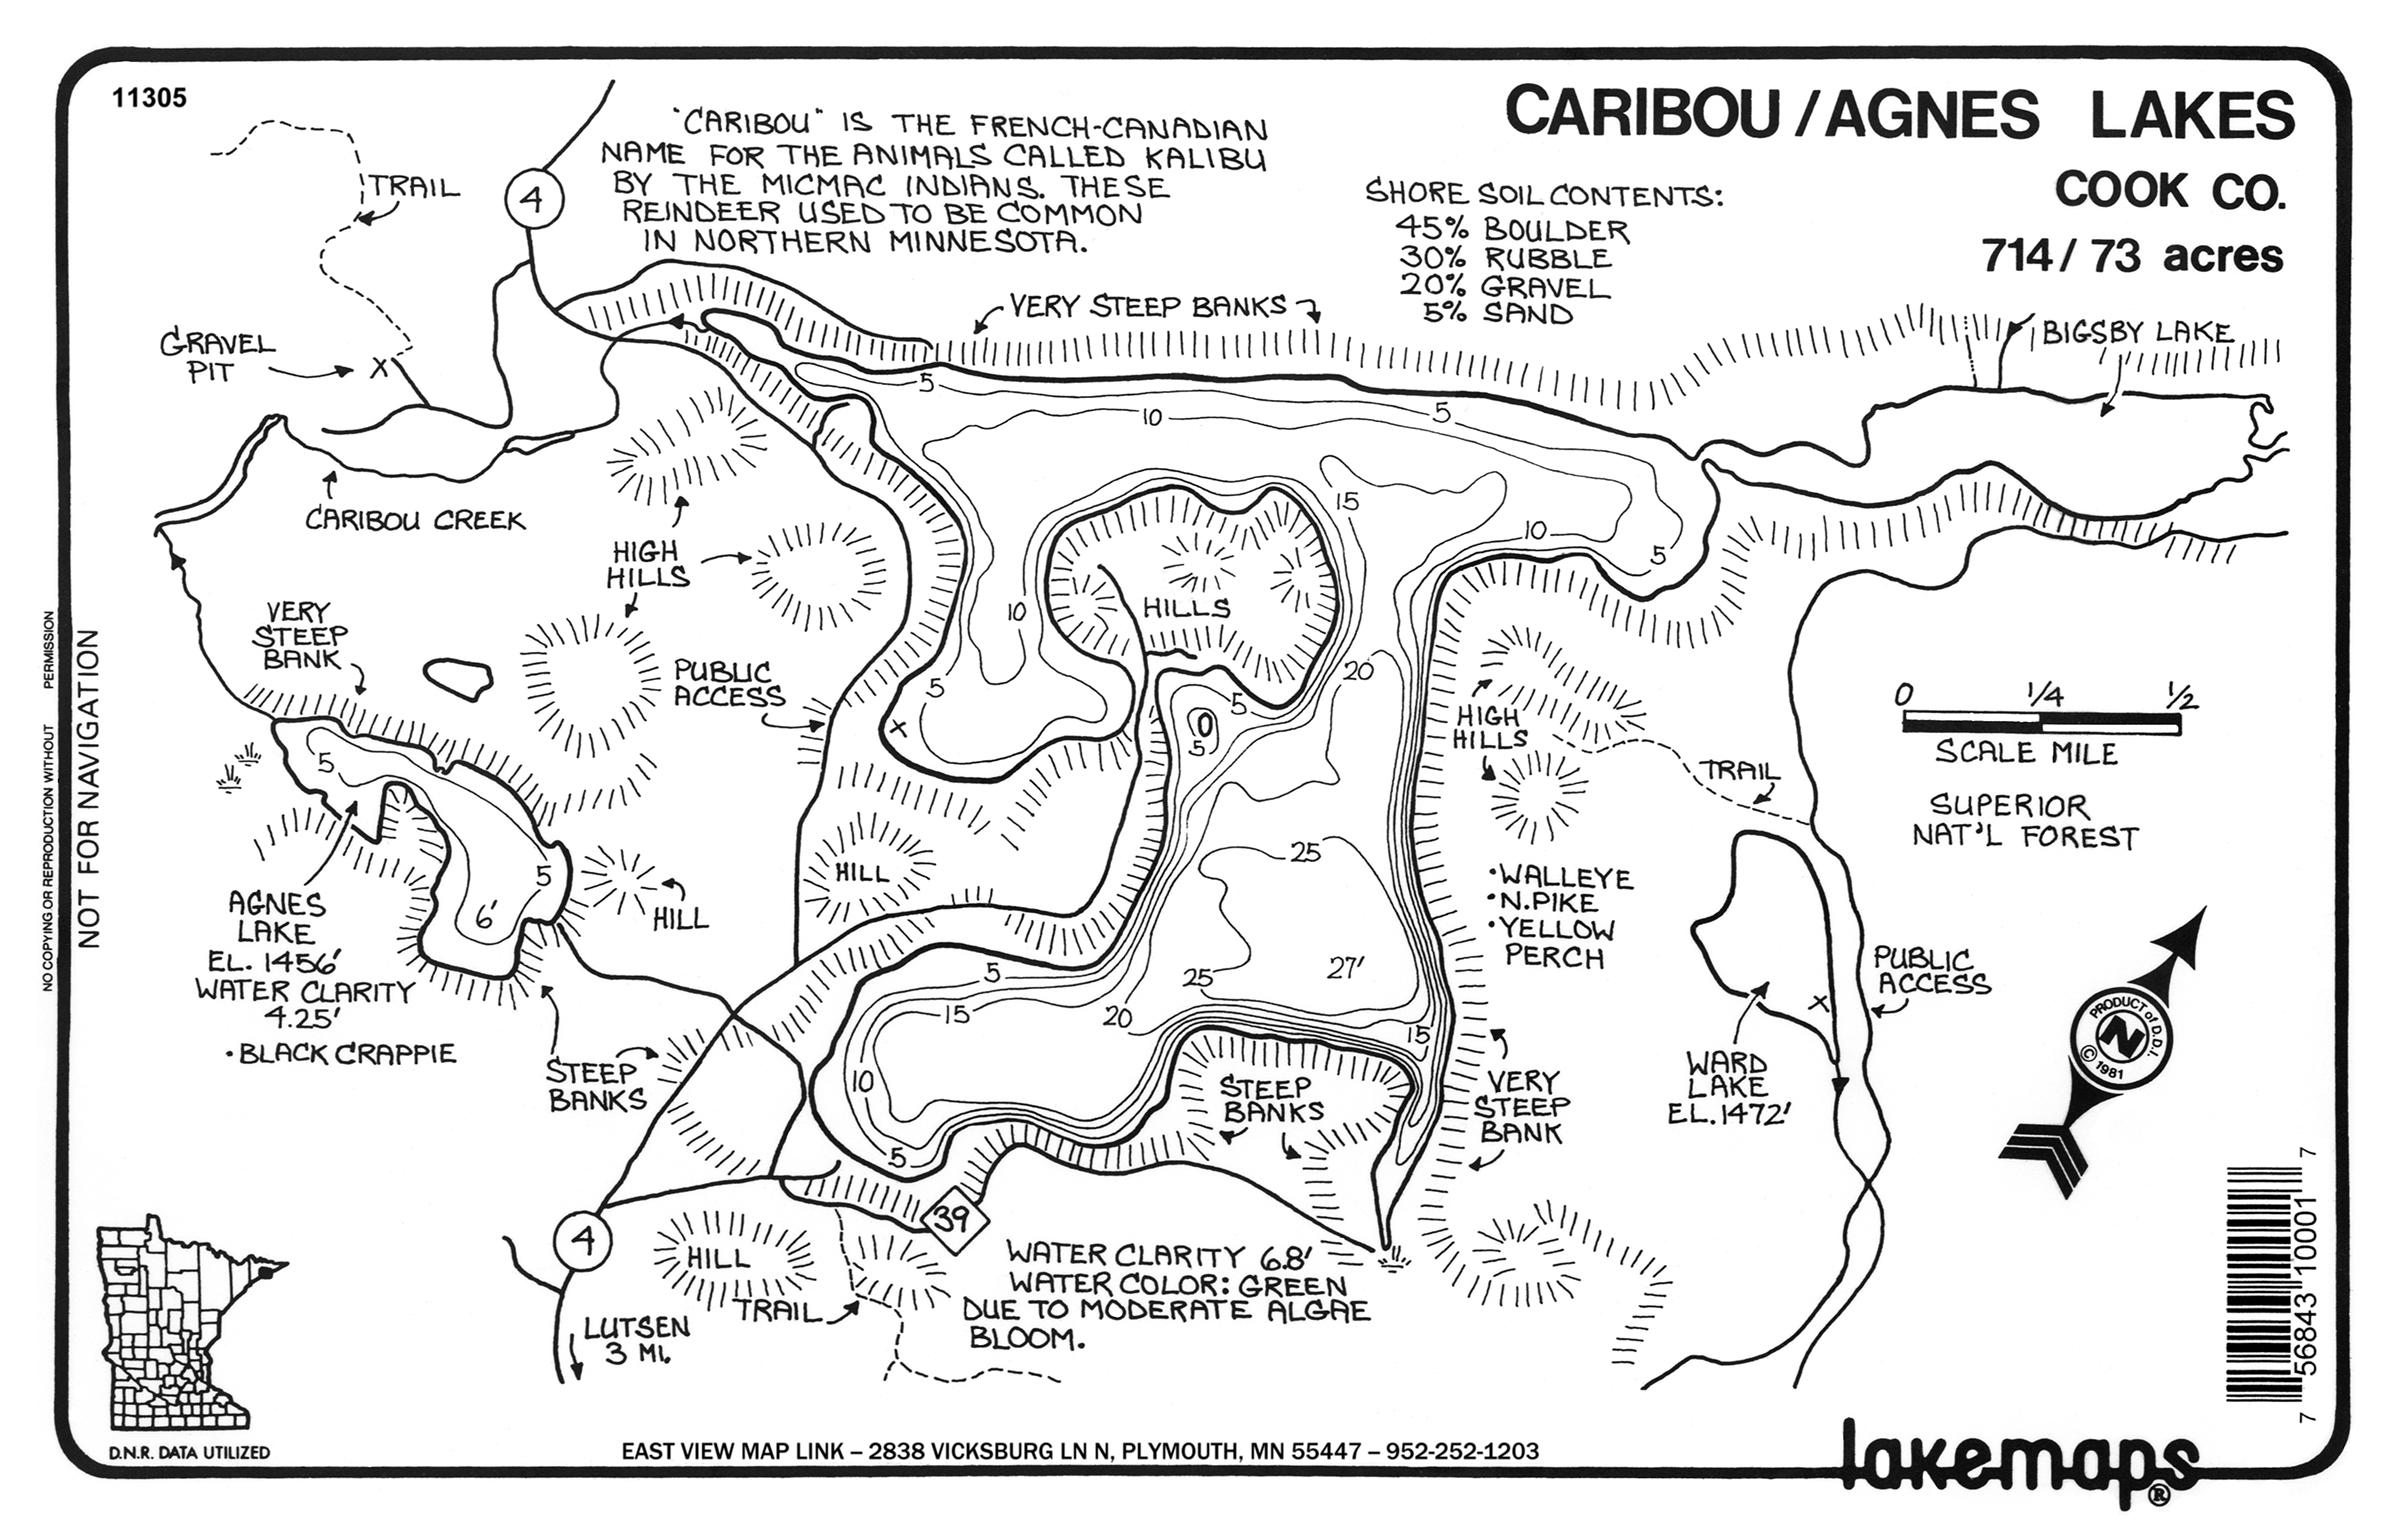 11305
CARIBOU / AGNES LAKES
COOK CO.
714 / 73 acres
"CARIBOU" IS THE FRENCH-CANADIAN
NAME FOR THE ANIMALS CALLED KALIBU
BY THE MICMAC INDIANS. THESE
REINDEER USED TO BE COMMON
IN NORTHERN MINNESOTA.
SHORE SOIL CONTENTS:
45% BOULDER
30% RUBBLE
20% GRAVEL
5% SAND
TRAIL
4
VERY STEEP BANKS
BIGSBY LAKE
GRAVEL
PIT
X
5
5
10
15
CARIBOU CREEK
10
5
HIGH
HILLS
HILLS
10
VERY
STEEP
BANK
PUBLIC
ACCESS
5
X
20
5
0
5
HIGH
HILLS
0 1/4 1/2
SCALE MILE
TRAIL
SUPERIOR
NAT'L FOREST
5
5
6'
HILL
HILL
25
•WALLEYE
•N. PIKE
•YELLOW
PERCH
AGNES
LAKE
EL. 1456'
WATER CLARITY
4.25'
•BLACK CRAPPIE
5
25
27'
15
20
15
PUBLIC
ACCESS
X
PRODUCT of D.D.I.
N
© 1981
STEEP
BANKS
10
STEEP
BANKS
VERY
STEEP
BANK
WARD
LAKE
EL. 1472'
5
39
4
HILL
TRAIL
WATER CLARITY 6.8'
WATER COLOR: GREEN
DUE TO MODERATE ALGAE
BLOOM.
LUTSEN
3 MI.
NOT FOR NAVIGATION
NO COPYING OR REPRODUCTION WITHOUT PERMISSION
D.N.R. DATA UTILIZED
EAST VIEW MAP LINK – 2838 VICKSBURG LN N, PLYMOUTH, MN 55447 – 952-252-1203
7 56843 10001 7
lakemaps®